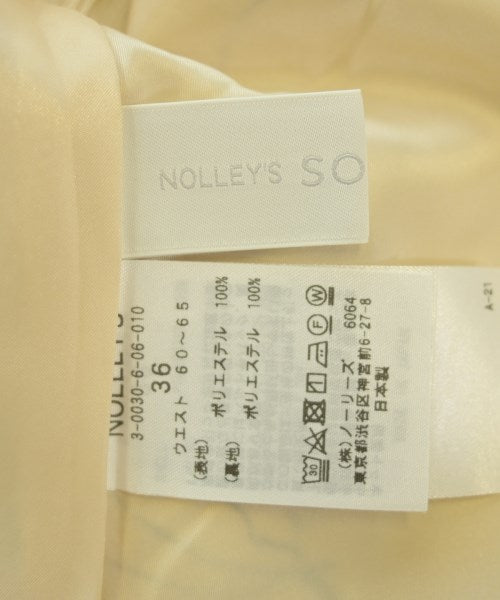 NOLLEY'S SO
NOLLEY'S
3-0030-6-06-010
36
ウエスト 60～65
(表地) ポリエステル 100%
(裏地) ポリエステル 100%
30
W
(株)ノーリーズ 6064
東京都渋谷区神宮前6-27-8
日本製
A-21